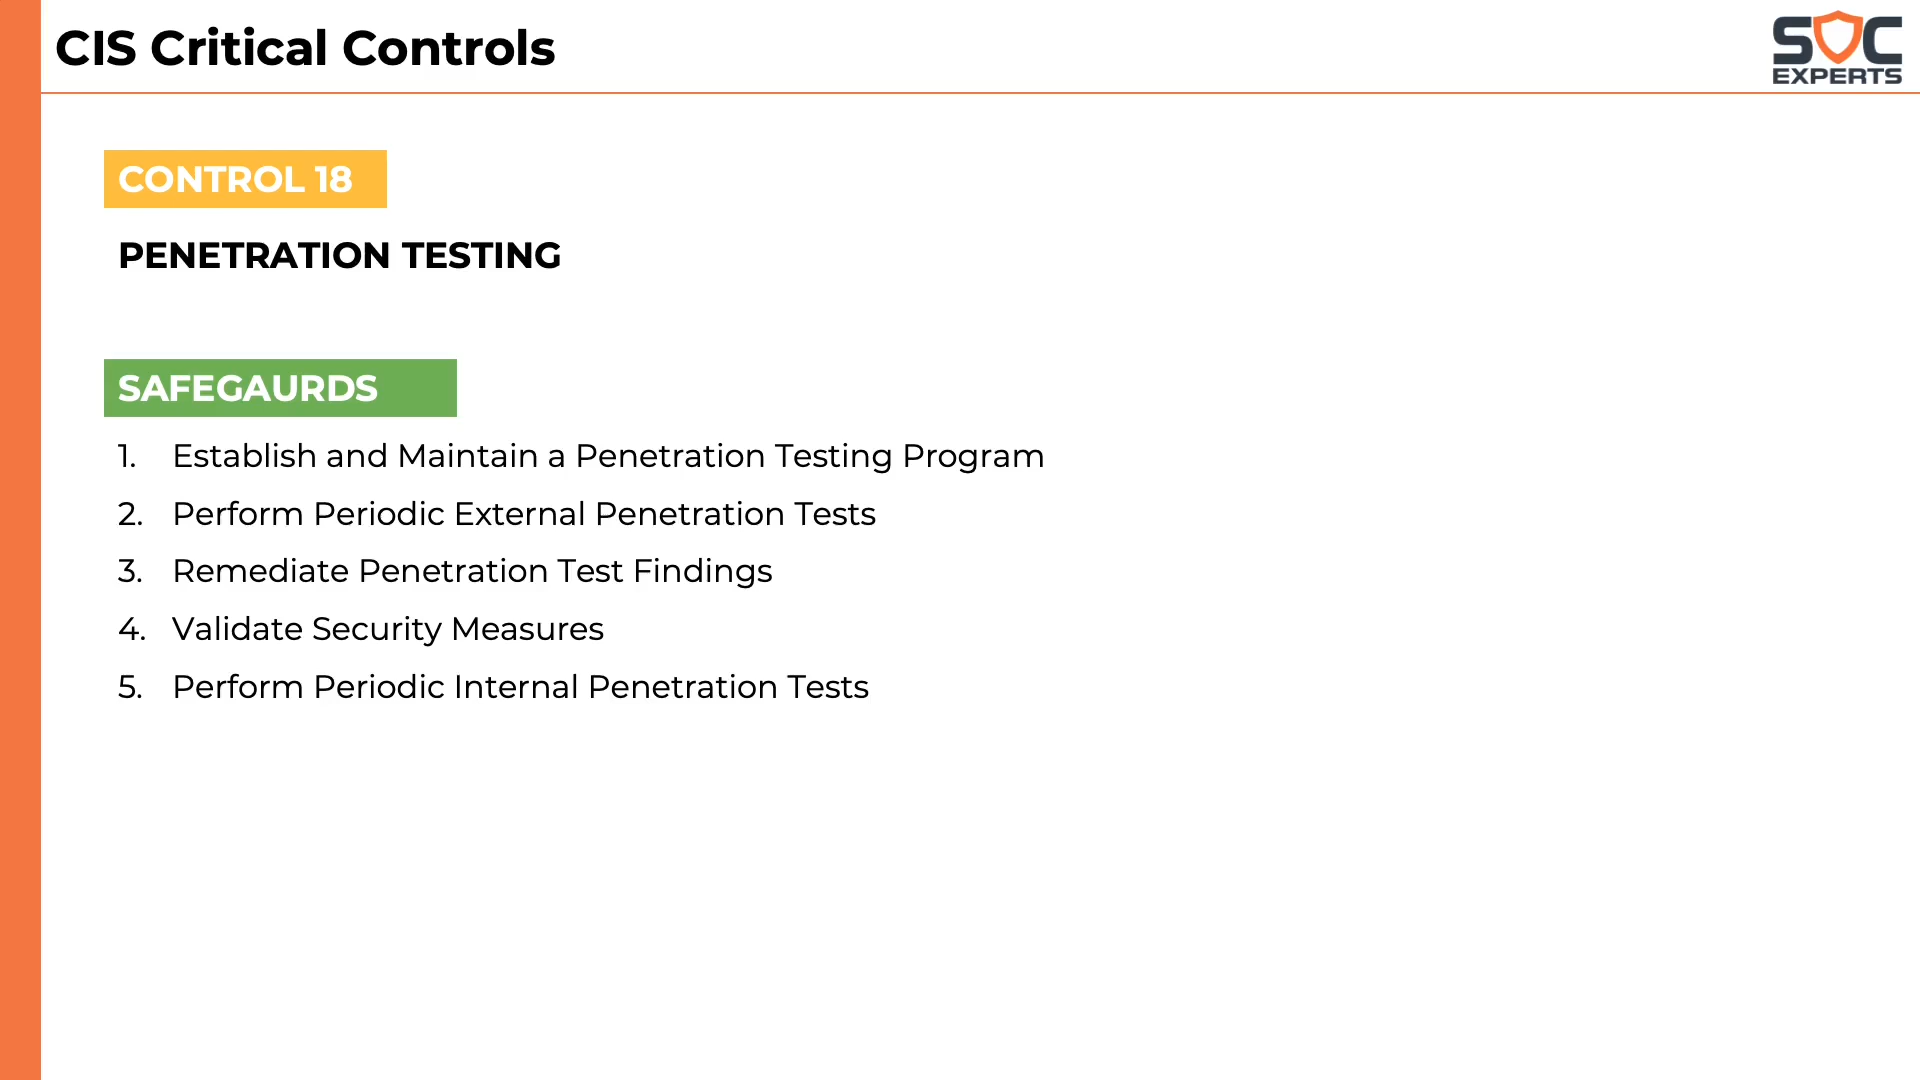 CIS Critical Controls
SOC
EXPERTS
CONTROL 18
PENETRATION TESTING
SAFEGAURDS
1. Establish and Maintain a Penetration Testing Program
2. Perform Periodic External Penetration Tests
3. Remediate Penetration Test Findings
4. Validate Security Measures
5. Perform Periodic Internal Penetration Tests